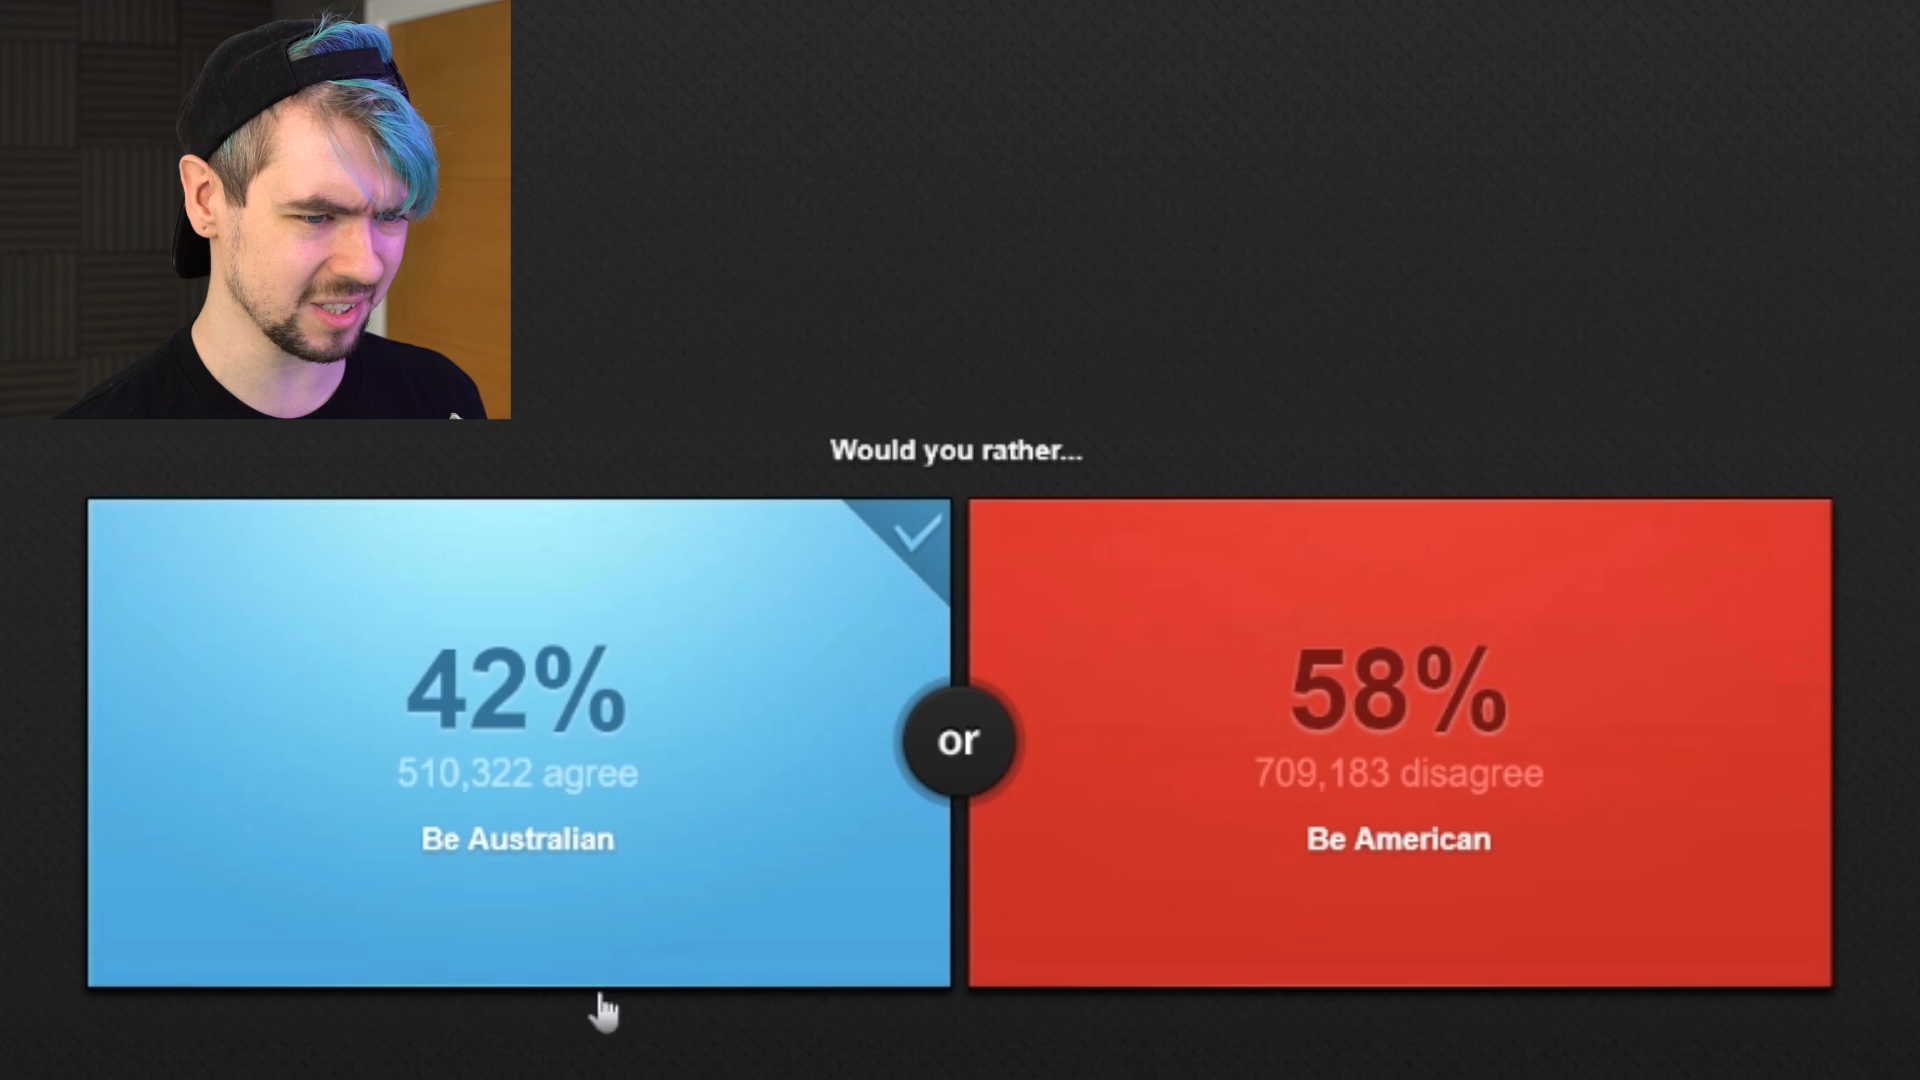 Would you rather...
42%
510,322 agree
Be Australian
or
58%
709,183 disagree
Be American